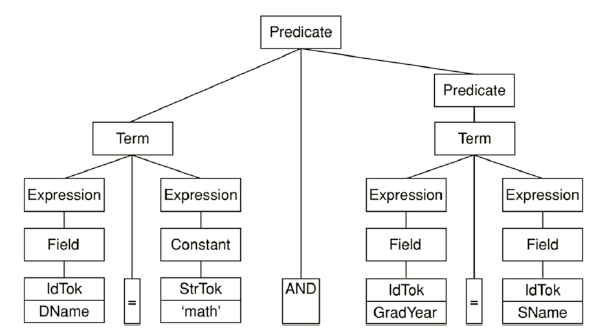 Predicate
Predicate
Term
Term
Expression
Expression
Expression
Expression
Field
Constant
Field
Field
IdTok
DName
=
StrTok
'math'
AND
IdTok
GradYear
=
IdTok
SName